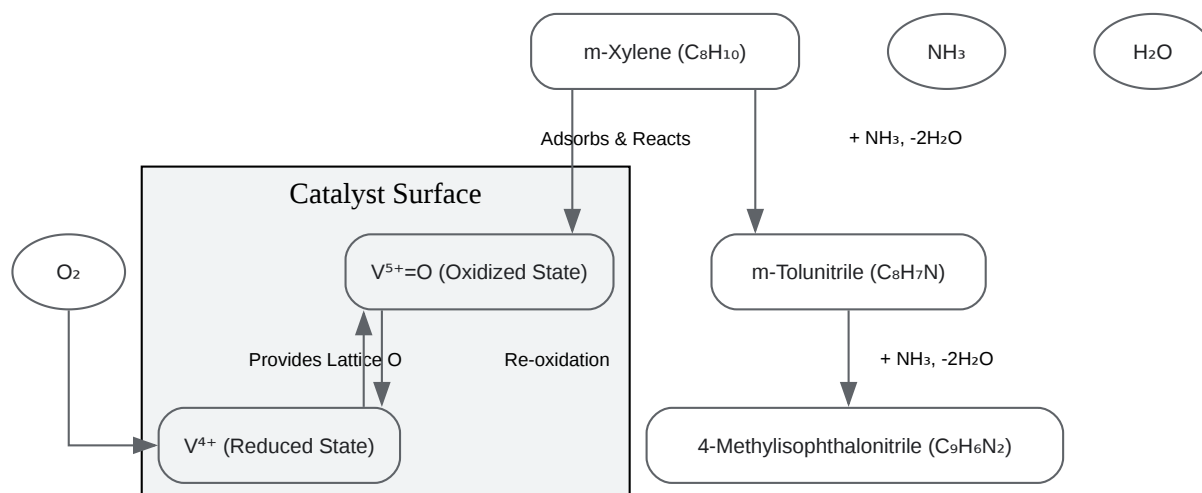 m-Xylene (C₈H₁₀)
NH₃
H₂O
Adsorbs & Reacts
+ NH₃, -2H₂O
Catalyst Surface
O₂
V⁵⁺=O (Oxidized State)
m-Tolunitrile (C₈H₇N)
Provides Lattice O
Re-oxidation
+ NH₃, -2H₂O
V⁴⁺ (Reduced State)
4-Methylisophthalonitrile (C₉H₆N₂)